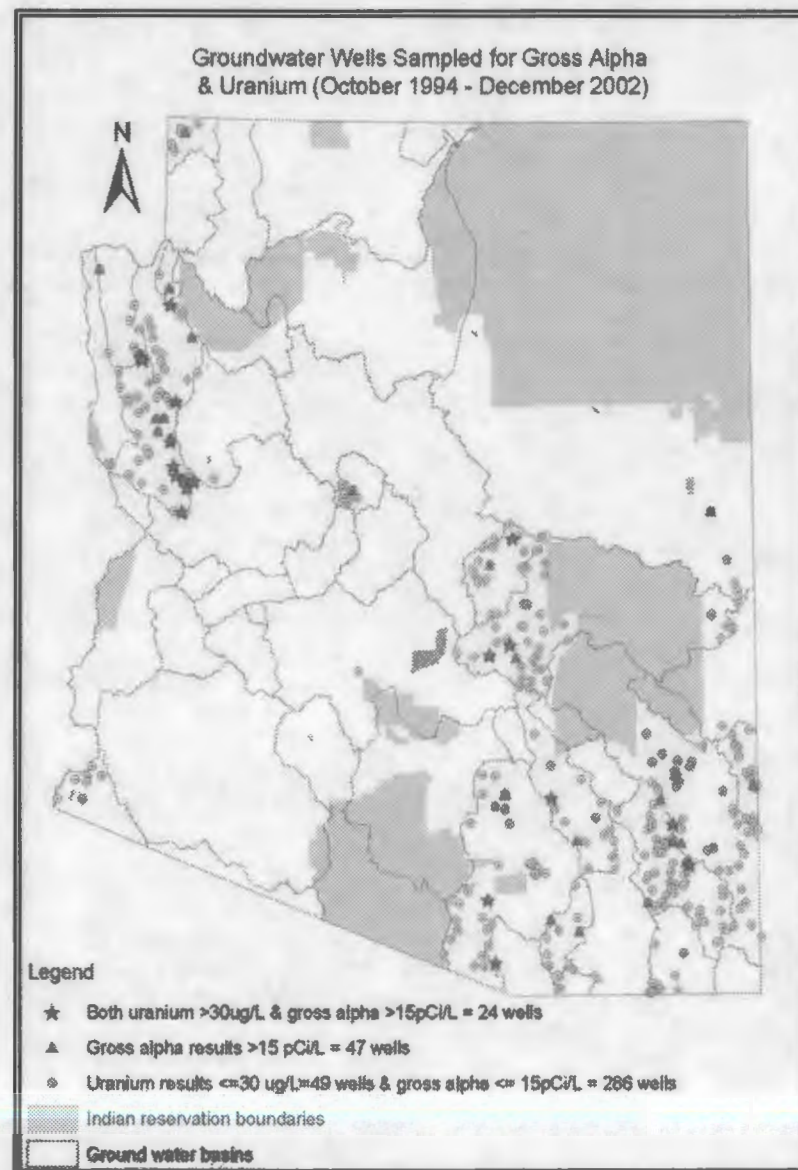 Groundwater Wells Sampled for Gross Alpha
& Uranium (October 1994 - December 2002)
N
Legend
Both uranium >30ug/L & gross alpha >15pCi/L = 24 wells
Gross alpha results >15 pCi/L = 47 wells
Uranium results <=30 ug/L=49 wells & gross alpha <= 15pCi/L = 286 wells
Indian reservation boundaries
Ground water basins